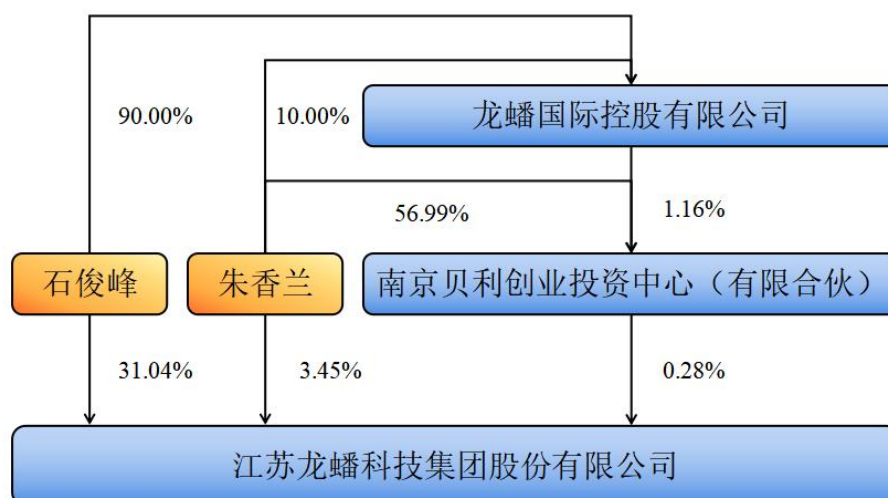 90.00%
10.00%
龙蟠国际控股有限公司
56.99%
1.16%
石俊峰
朱香兰
南京贝利创业投资中心（有限合伙）
31.04%
3.45%
0.28%
江苏龙蟠科技集团股份有限公司